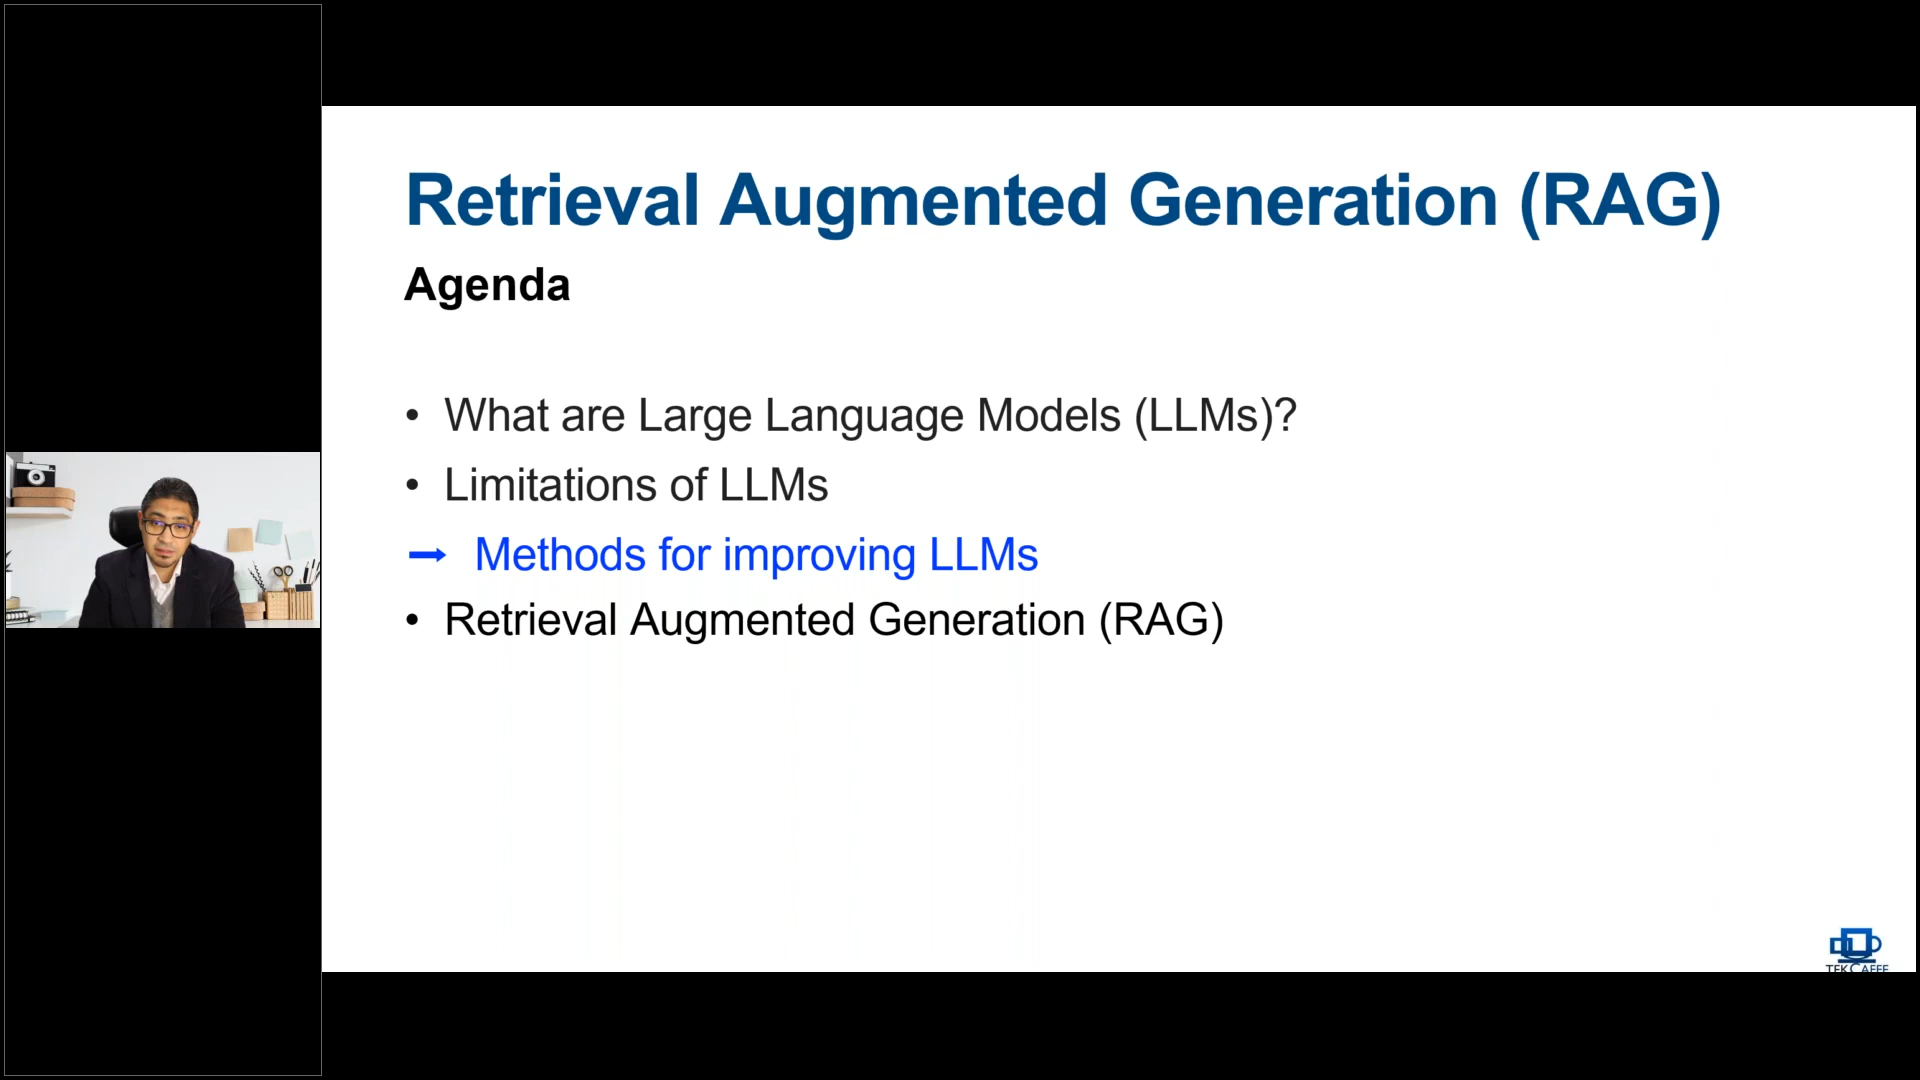 Retrieval Augmented Generation (RAG)
Agenda
• What are Large Language Models (LLMs)?
• Limitations of LLMs
➞ Methods for improving LLMs
• Retrieval Augmented Generation (RAG)
TEKCAFFE